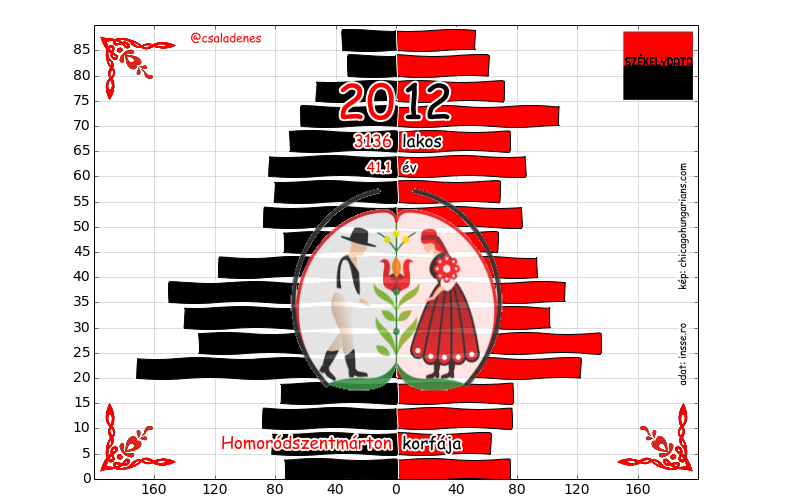 @csaladenes
SZÉKELYDATA
2012
3136 lakos
41,1 év
kép: chicagohungarians.com
adat: insse.ro
Homoródszentmárton korfája
85
80
75
70
65
60
55
50
45
40
35
30
25
20
15
10
5
0
160 120 80 40 0 40 80 120 160